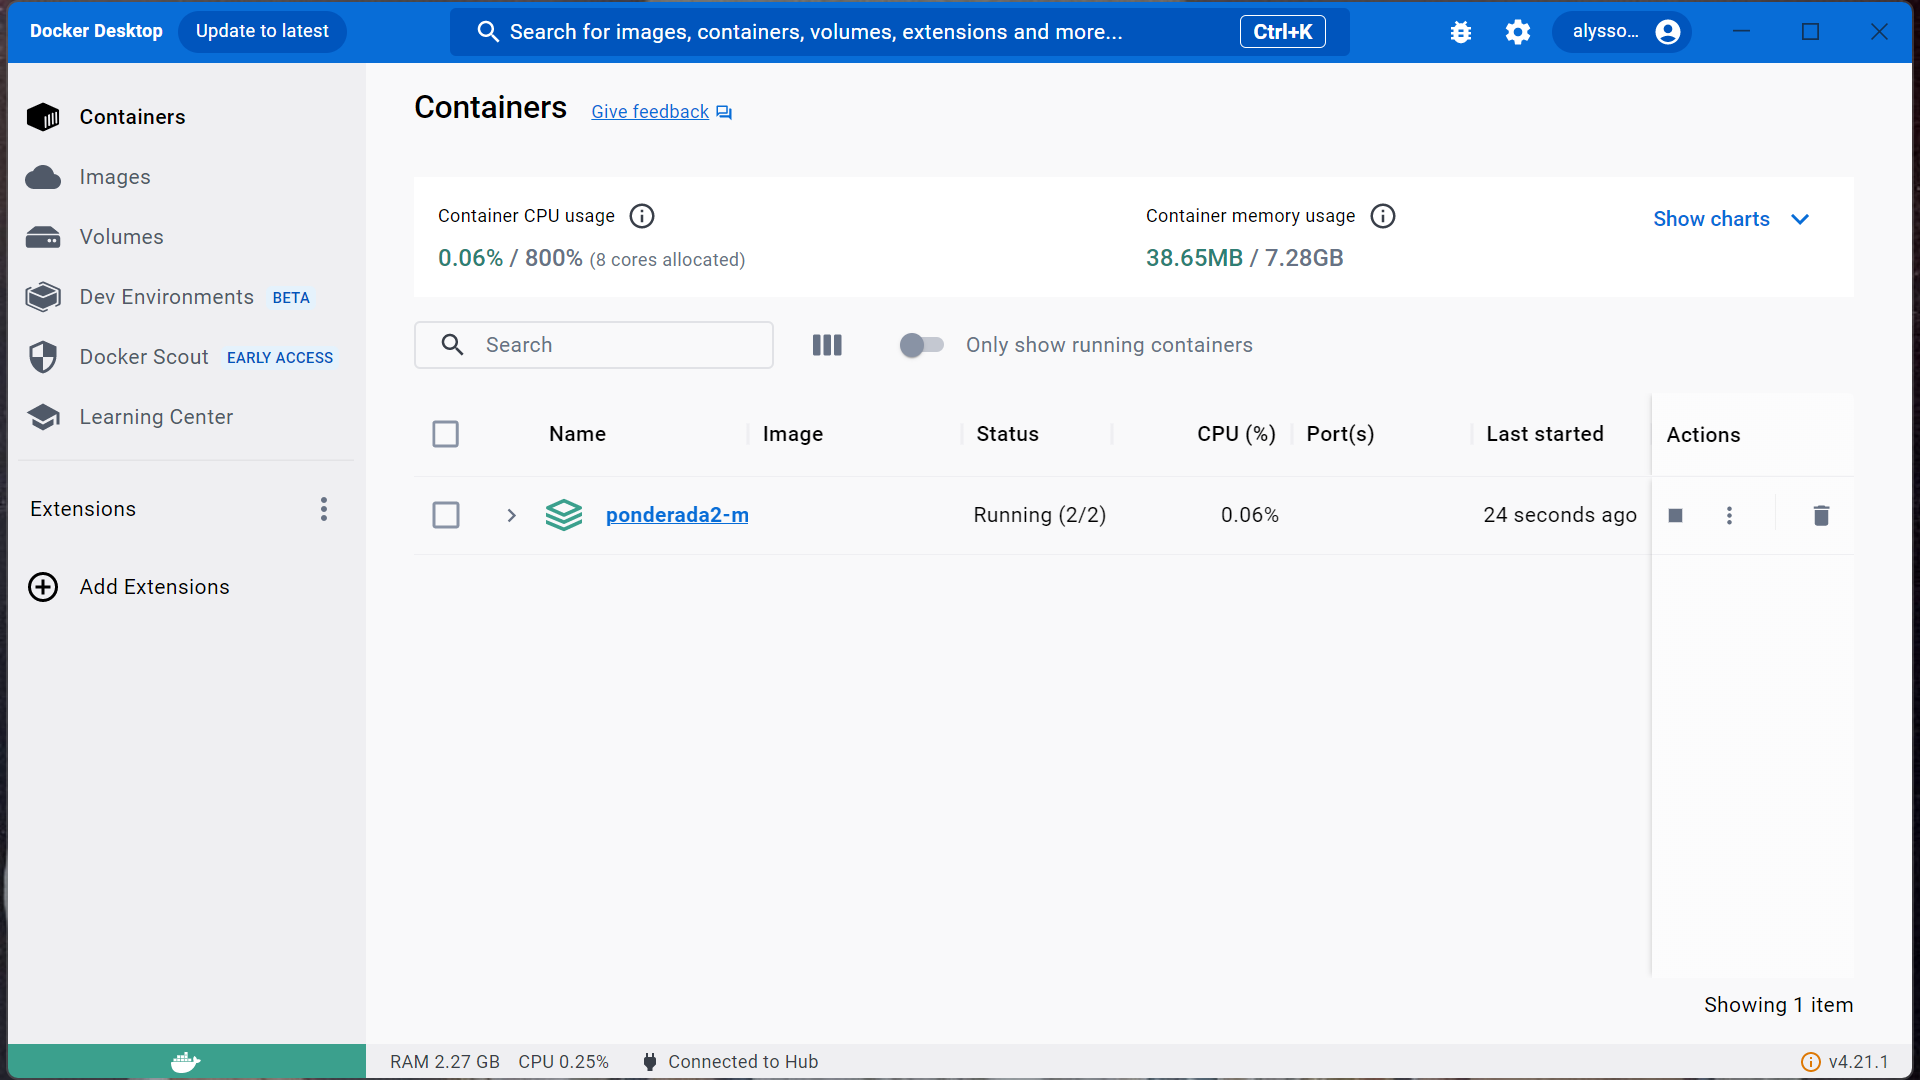 Docker Desktop Update to latest Search for images, containers, volumes, extensions and more... Ctrl+K alysso...
Containers
Images
Volumes
Dev Environments BETA
Docker Scout EARLY ACCESS
Learning Center
Extensions
Add Extensions
Containers Give feedback
Container CPU usage
0.06% / 800% (8 cores allocated)
Container memory usage
38.65MB / 7.28GB
Show charts
Search Only show running containers
Name Image Status CPU (%) Port(s) Last started Actions
ponderada2-m Running (2/2) 0.06% 24 seconds ago
Showing 1 item
RAM 2.27 GB CPU 0.25% Connected to Hub v4.21.1